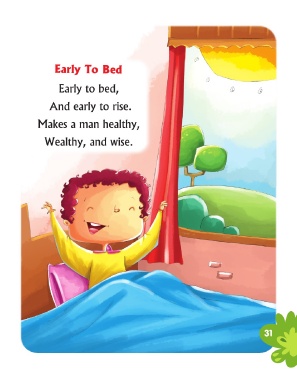 Early To Bed
Early to bed,
And early to rise.
Makes a man healthy,
Wealthy, and wise.
31